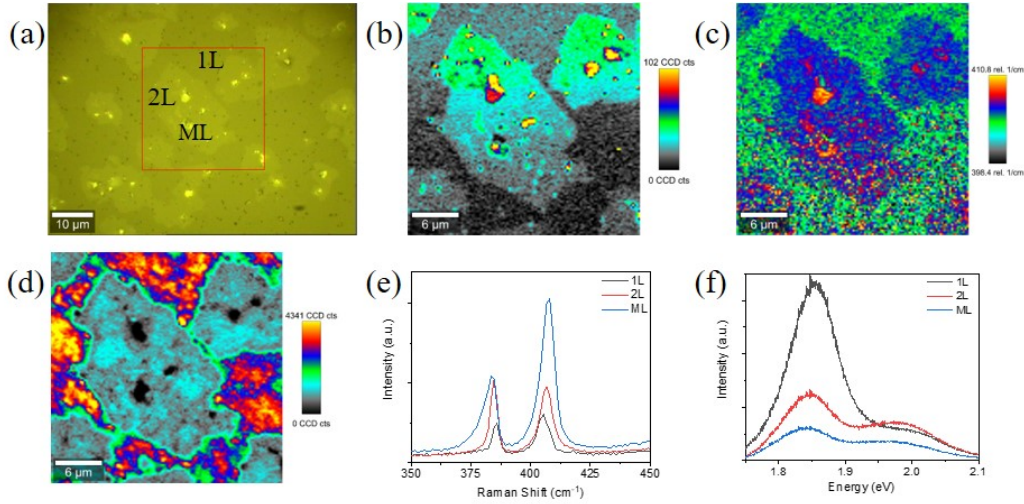 (a)
1L
2L
ML
10 μm
(b)
102 CCD cts
0 CCD cts
6 μm
(c)
410.8 rel. 1/cm
398.4 rel. 1/cm
6 μm
(d)
4341 CCD cts
0 CCD cts
6 μm
(e)
1L
2L
ML
Intensity (a.u.)
350 375 400 425 450
Raman Shift (cm⁻¹)
(f)
1L
2L
ML
Intensity (a.u.)
1.8 1.9 2.0 2.1
Energy (eV)